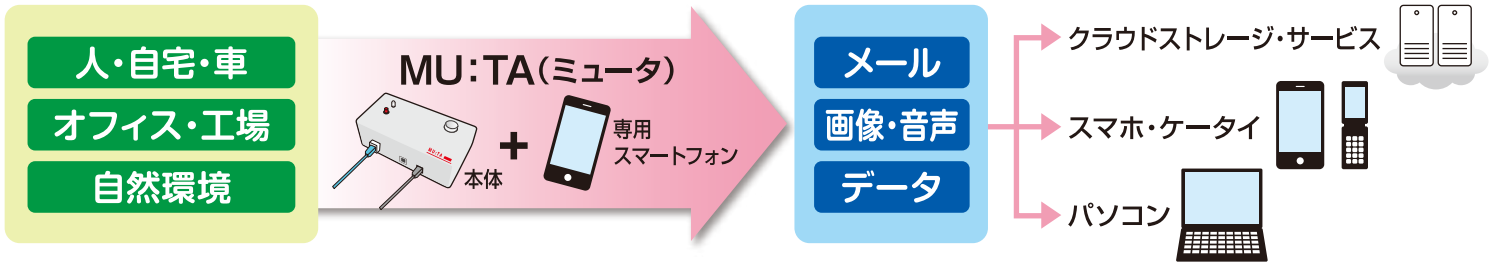 人・自宅・車
オフィス・工場
自然環境
MU:TA(ミュータ)
MU:TA
本体
+
専用
スマートフォン
メール
画像・音声
データ
クラウドストレージ・サービス
スマホ・ケータイ
パソコン